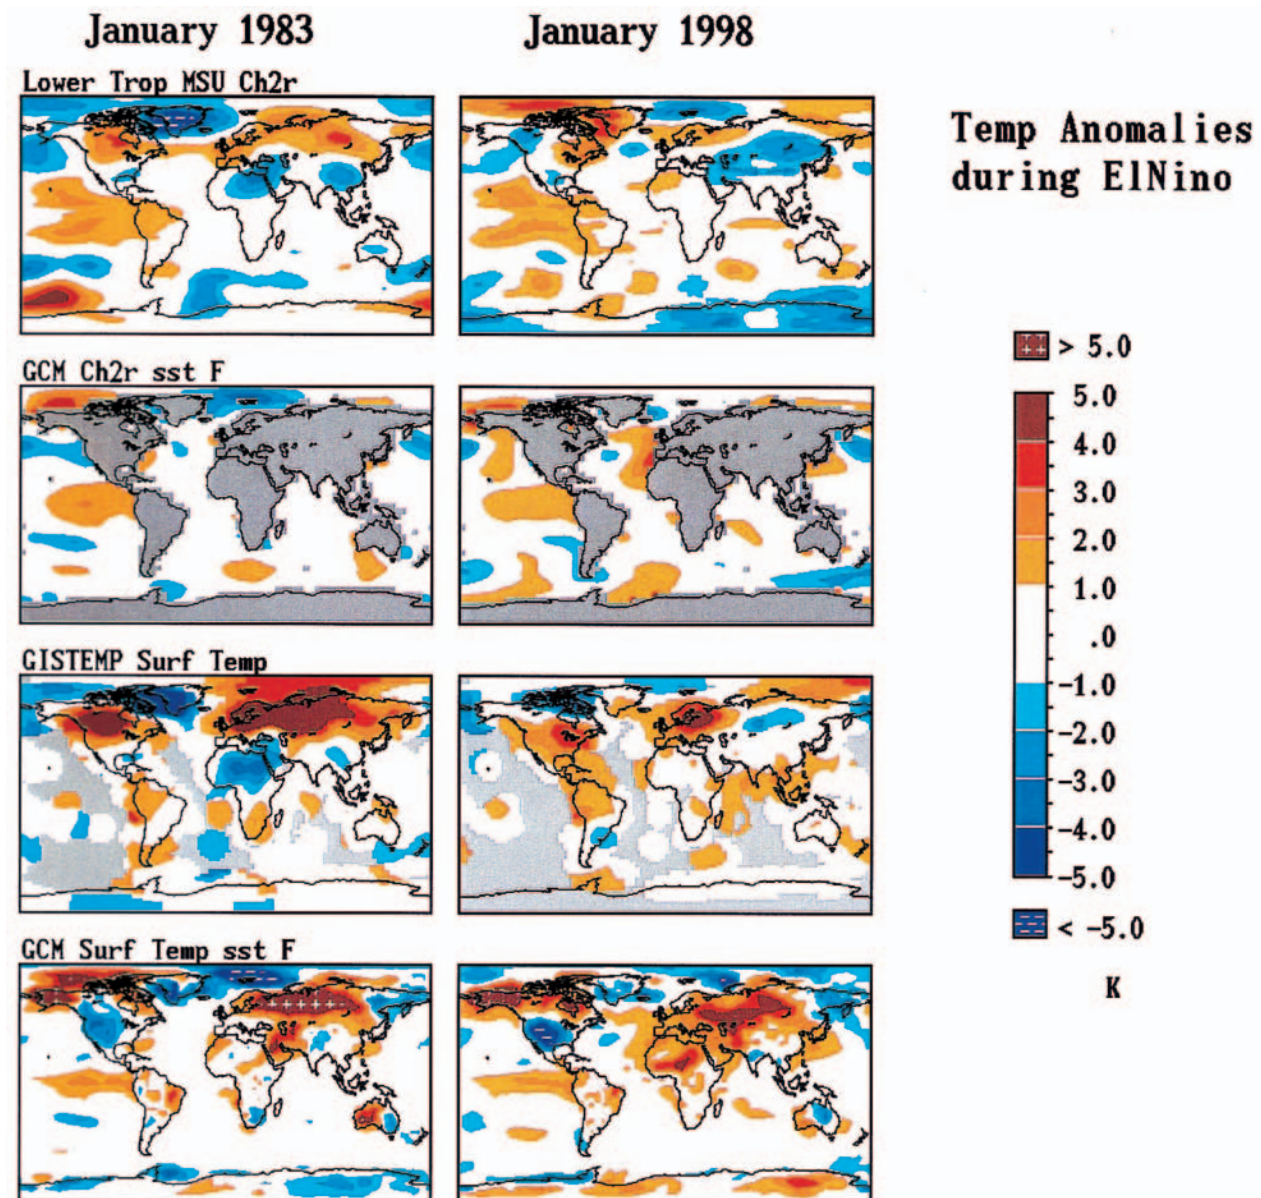 January 1983
January 1998
Lower Trop MSU Ch2r
Temp Anomalies
during ElNino
GCM Ch2r sst F
GISTEMP Surf Temp
GCM Surf Temp sst F
> 5.0
5.0
4.0
3.0
2.0
1.0
.0
-1.0
-2.0
-3.0
-4.0
-5.0
< -5.0
K